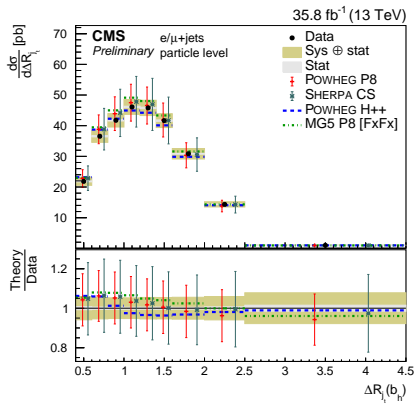 35.8 fb⁻¹ (13 TeV)
dσ/dΔR_jt [pb]
CMS
Preliminary
e/μ+jets
particle level
Data
Sys ⊕ stat
Stat
POWHEG P8
SHERPA CS
POWHEG H++
MG5 P8 [FxFx]
70
60
50
40
30
20
10
Theory/Data
1.2
1
0.8
0.5 1 1.5 2 2.5 3 3.5 4 4.5
ΔR_jt(b_h)